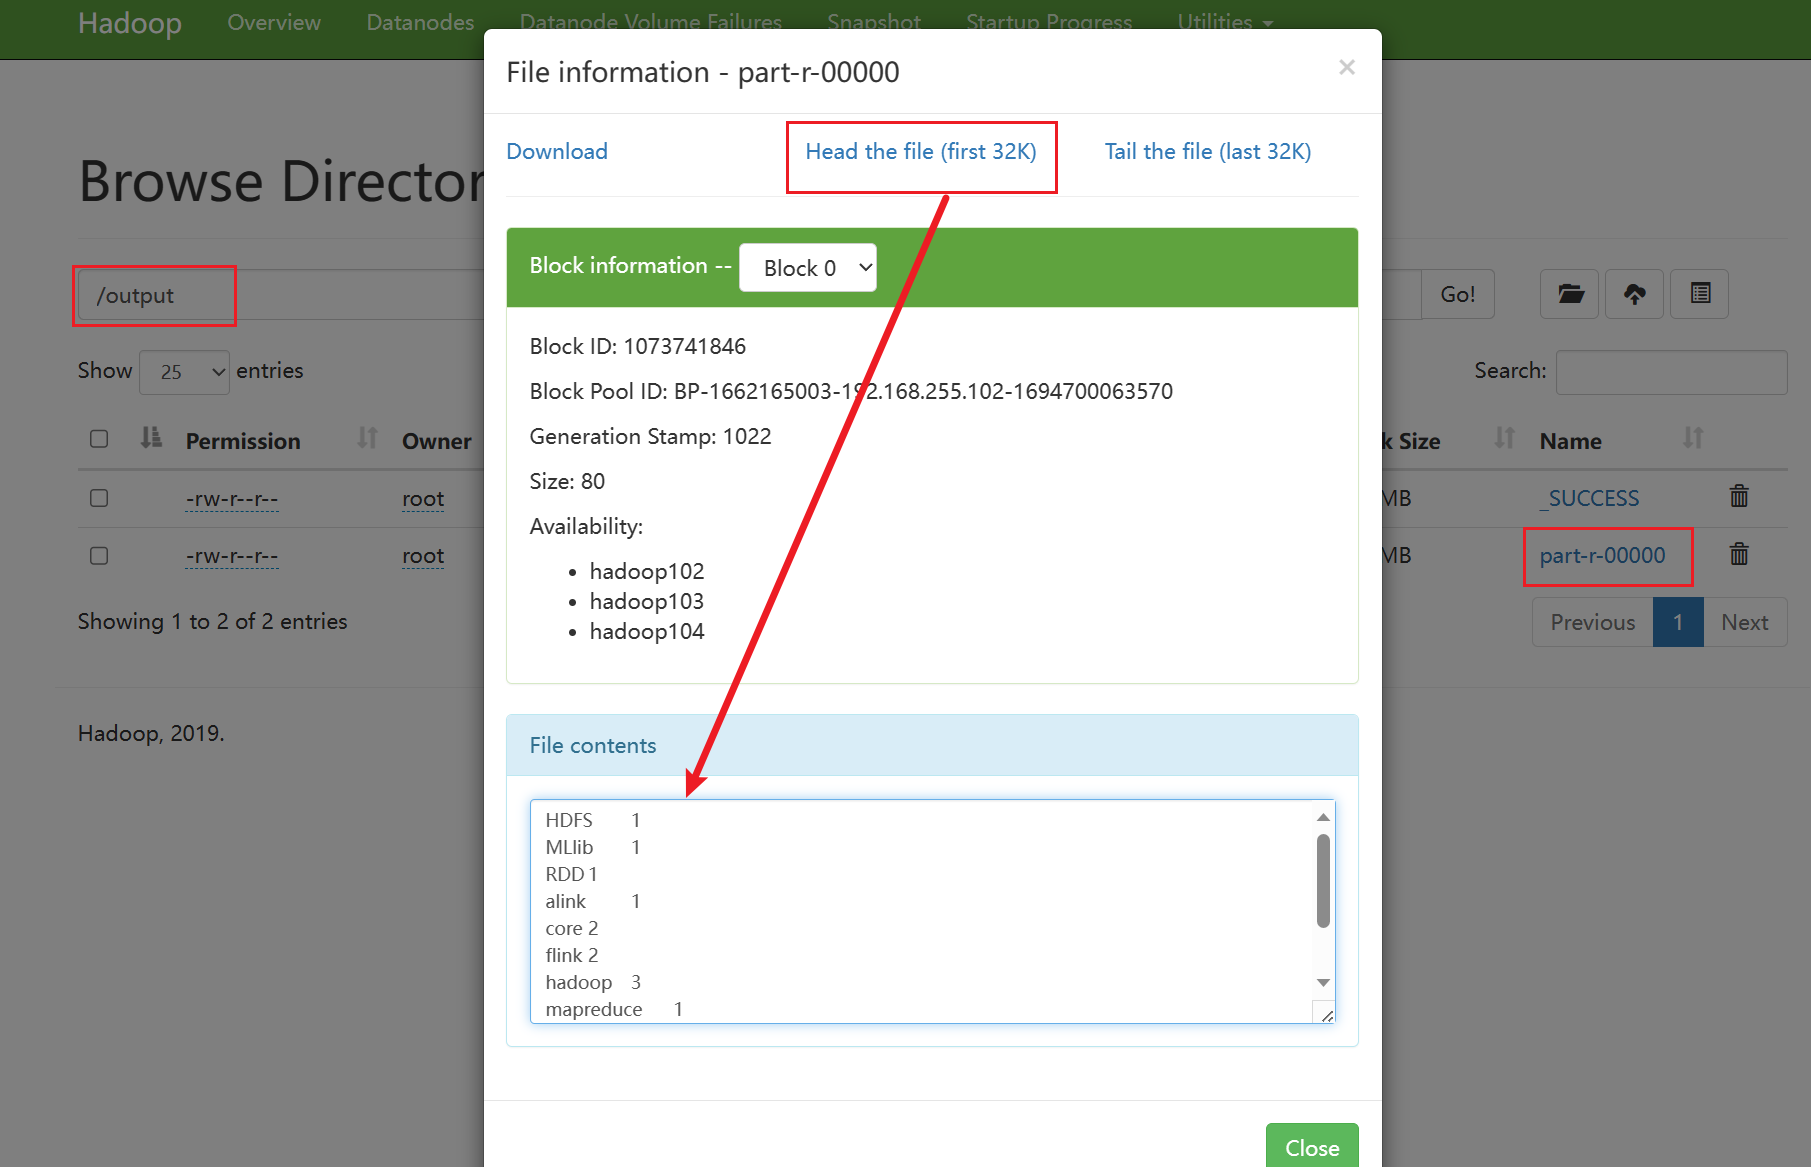 Hadoop Overview Datanodes Datanode Volume Failures Snapshot Startup Progress Utilities
File information - part-r-00000 ×
Download Head the file (first 32K) Tail the file (last 32K)
Browse Director
Block information -- Block 0
/output Go!
Block ID: 1073741846
Show 25 entries Search:
Block Pool ID: BP-1662165003-192.168.255.102-1694700063570
Permission Owner k Size Name
Generation Stamp: 1022
Size: 80
-rw-r--r-- root MB _SUCCESS
Availability:
-rw-r--r-- root MB part-r-00000
hadoop102
hadoop103
hadoop104
Showing 1 to 2 of 2 entries Previous 1 Next
Hadoop, 2019.
File contents
HDFS 1
MLlib 1
RDD 1
alink 1
core 2
flink 2
hadoop 3
mapreduce 1
Close